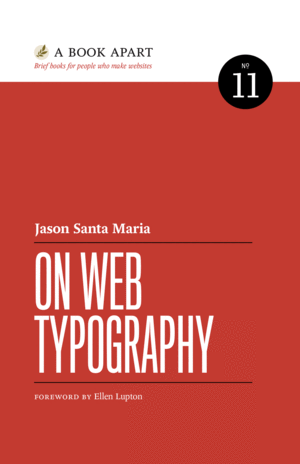 A BOOK APART
Brief books for people who make websites
Nº
11
Jason Santa Maria
ON WEB
TYPOGRAPHY
FOREWORD BY Ellen Lupton